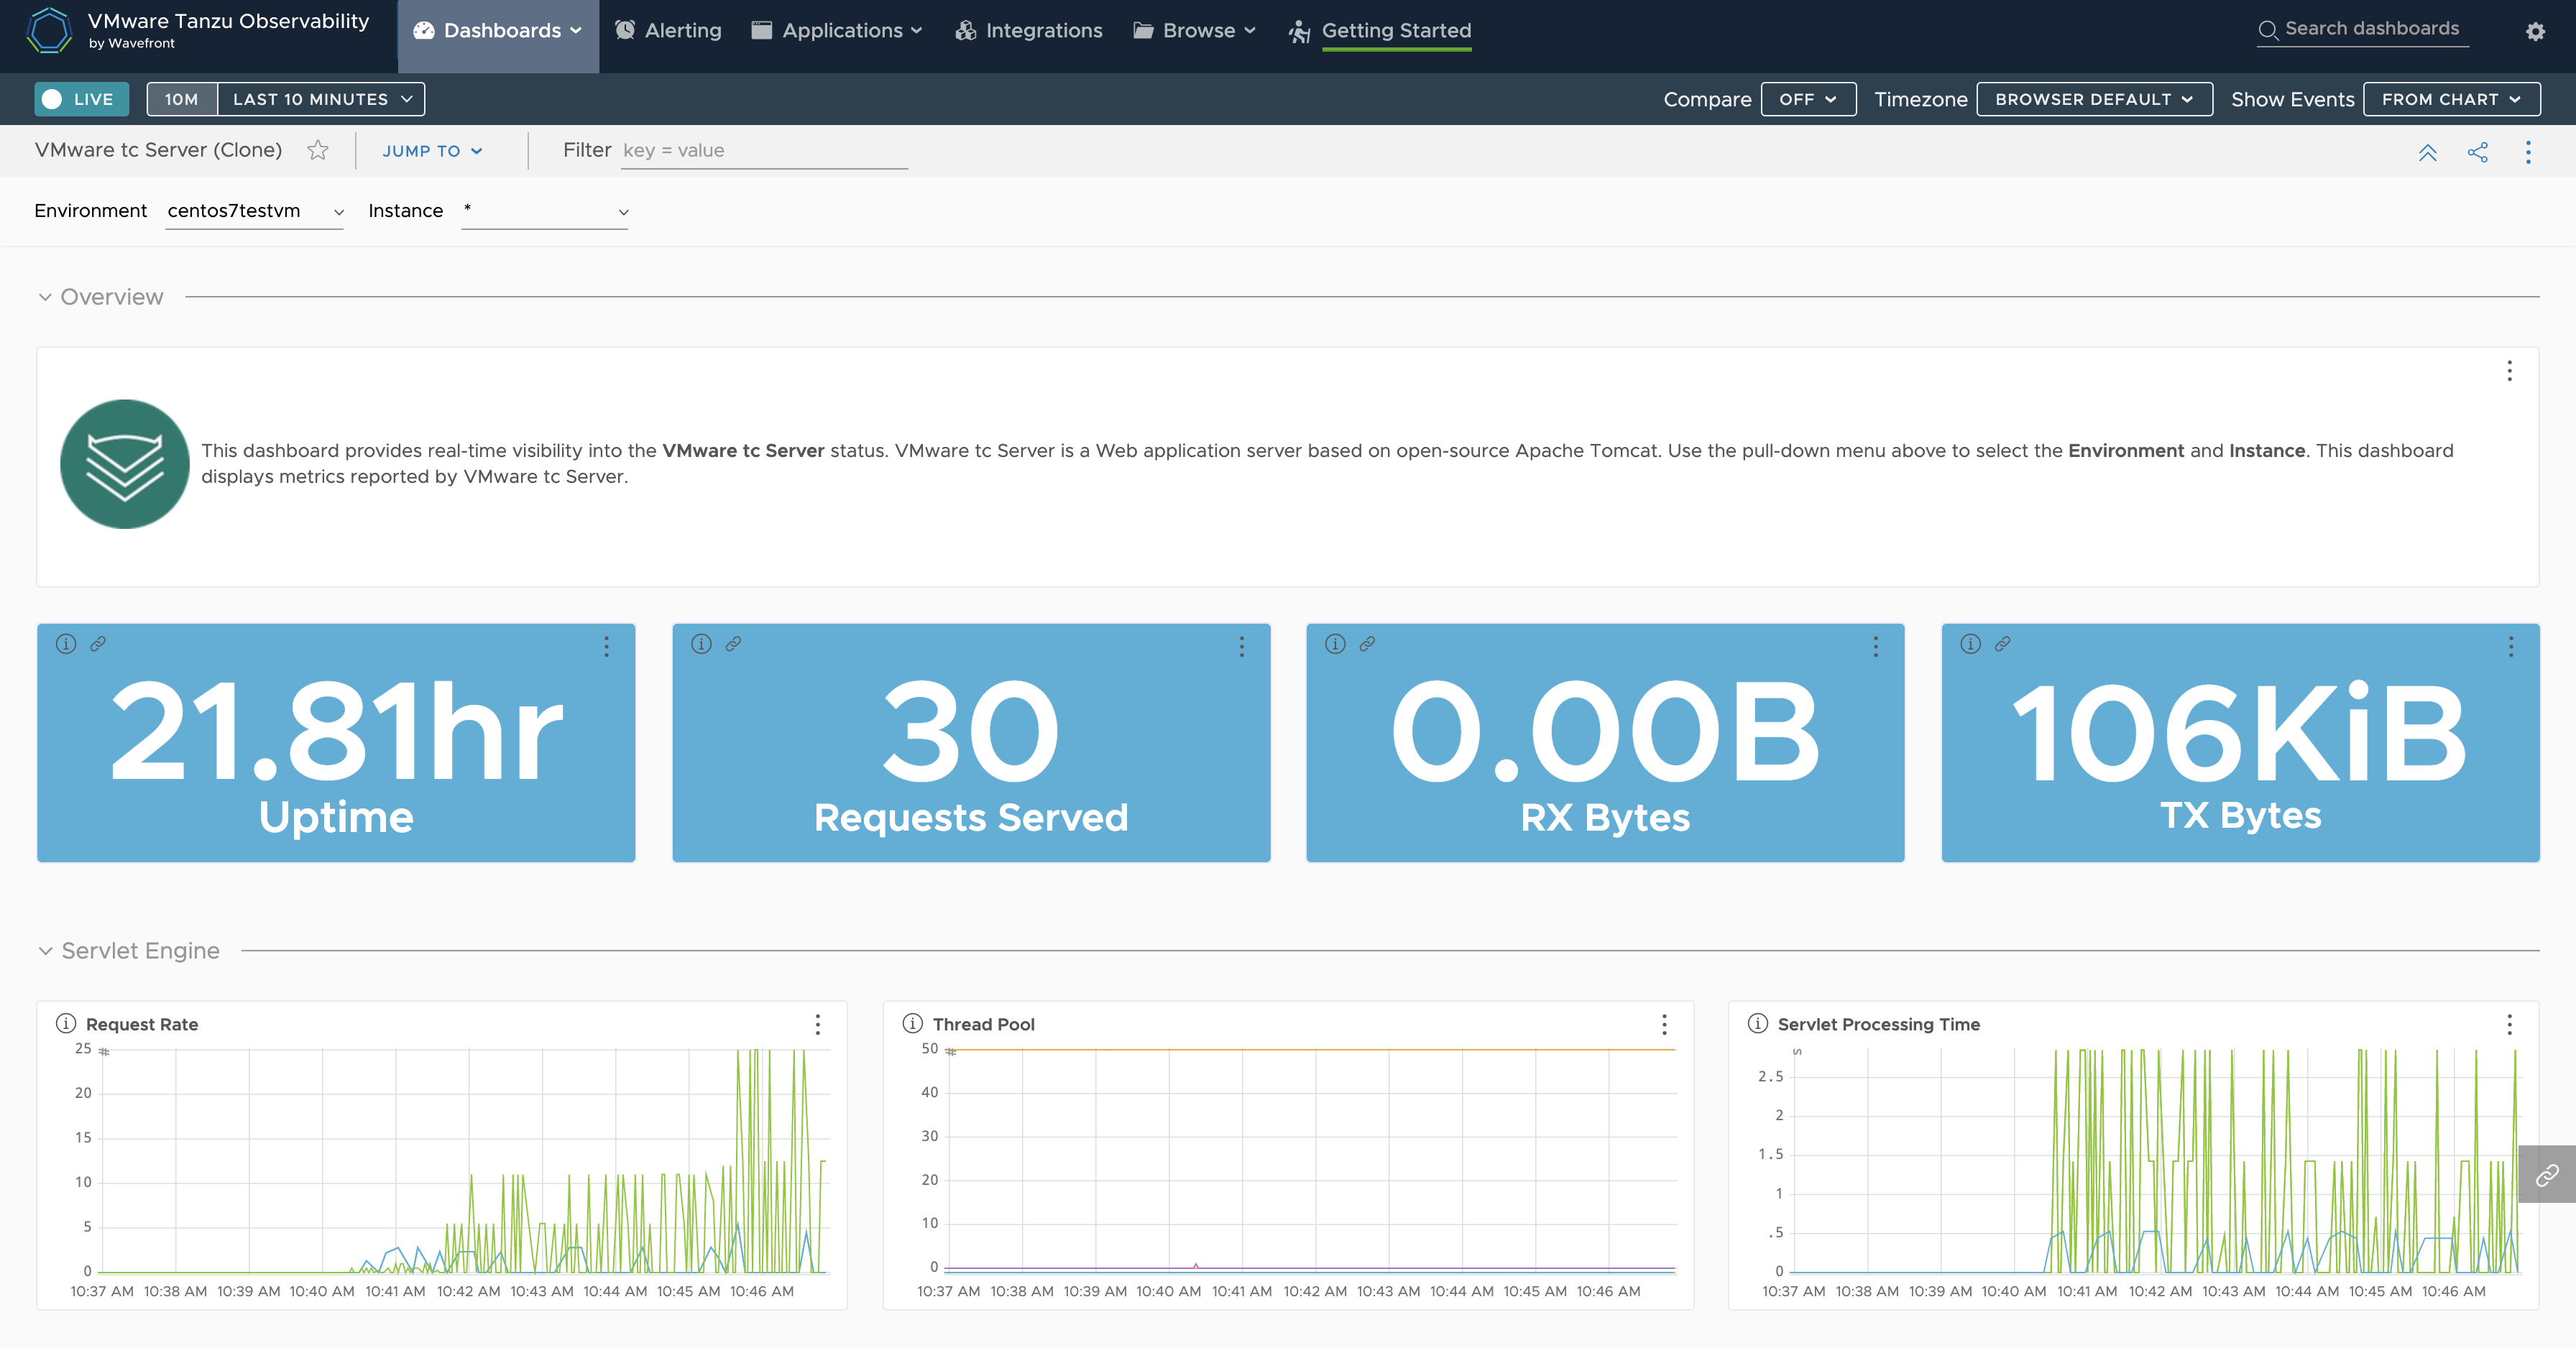 VMware Tanzu Observability
by Wavefront
Dashboards Alerting Applications Integrations Browse Getting Started Search dashboards
LIVE 10M LAST 10 MINUTES Compare OFF Timezone BROWSER DEFAULT Show Events FROM CHART
VMware tc Server (Clone) JUMP TO Filter key = value
Environment centos7testvm Instance *
Overview
This dashboard provides real-time visibility into the VMware tc Server status. VMware tc Server is a Web application server based on open-source Apache Tomcat. Use the pull-down menu above to select the Environment and Instance. This dashboard
displays metrics reported by VMware tc Server.
21.81hr
Uptime
30
Requests Served
0.00B
RX Bytes
106KiB
TX Bytes
Servlet Engine
Request Rate
25 #
20
15
10
5
0
10:37 AM 10:38 AM 10:39 AM 10:40 AM 10:41 AM 10:42 AM 10:43 AM 10:44 AM 10:45 AM 10:46 AM
Thread Pool
50 #
40
30
20
10
0
10:37 AM 10:38 AM 10:39 AM 10:40 AM 10:41 AM 10:42 AM 10:43 AM 10:44 AM 10:45 AM 10:46 AM
Servlet Processing Time
s
2.5
2
1.5
1
.5
0
10:37 AM 10:38 AM 10:39 AM 10:40 AM 10:41 AM 10:42 AM 10:43 AM 10:44 AM 10:45 AM 10:46 AM